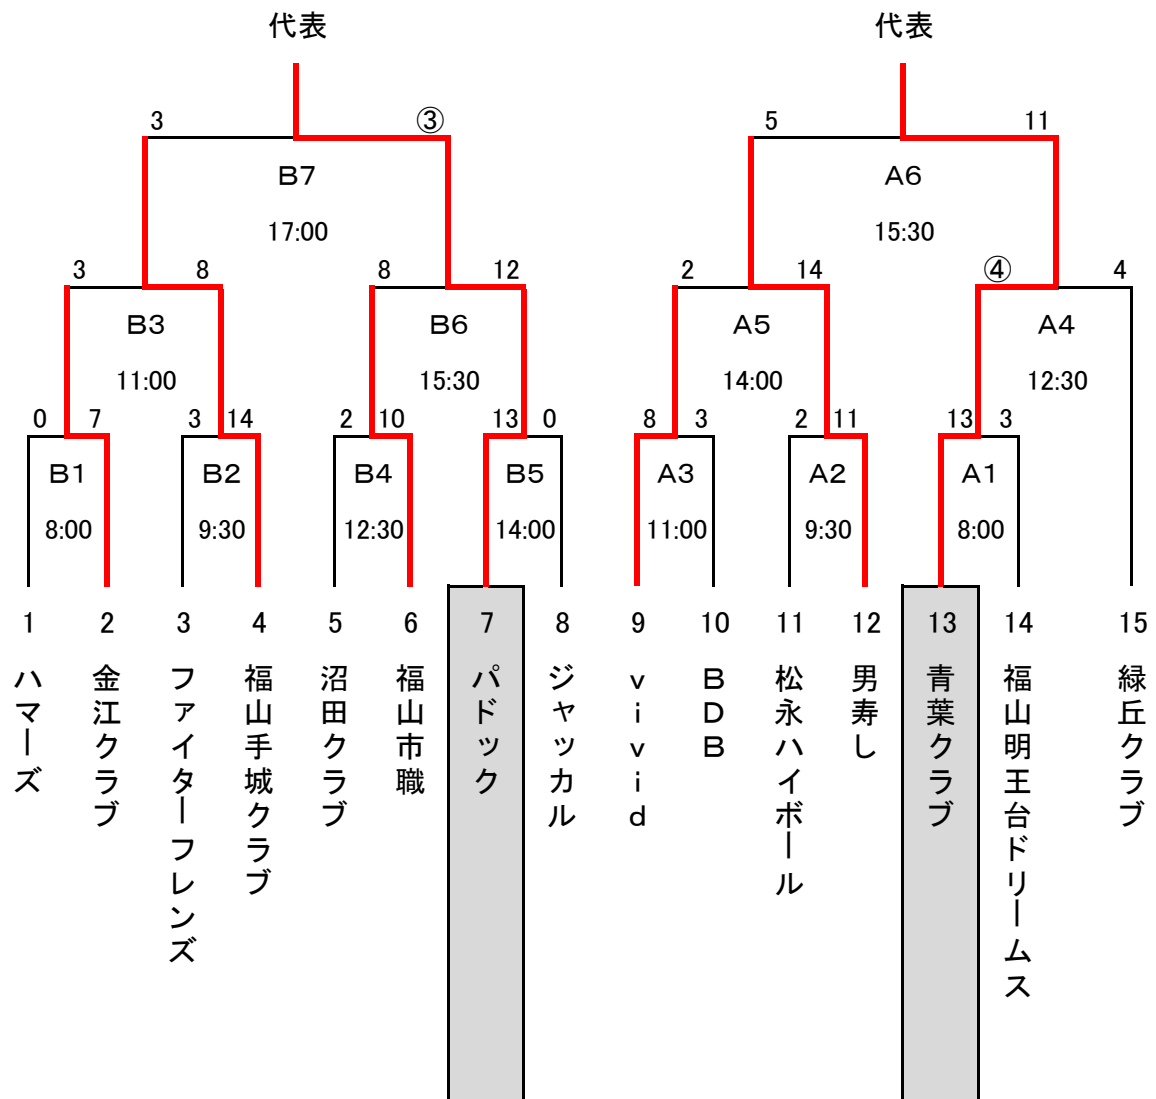 代表 代表
3 ③ 5 11
B7 A6
17:00 15:30
3 8 8 12 2 14 ④ 4
B3 B6 A5 A4
11:00 15:30 14:00 12:30
0 7 3 14 2 10 13 0 8 3 2 11 13 3
B1 B2 B4 B5 A3 A2 A1
8:00 9:30 12:30 14:00 11:00 9:30 8:00
1 2 3 4 5 6 7 8 9 10 11 12 13 14 15
ハマーズ
金江クラブ
ファイターフレンズ
福山手城クラブ
沼田クラブ
福山市職
パドック
ジャッカル
vivid
BDB
松永ハイボール
男寿し
青葉クラブ
福山明王台ドリームス
緑丘クラブ